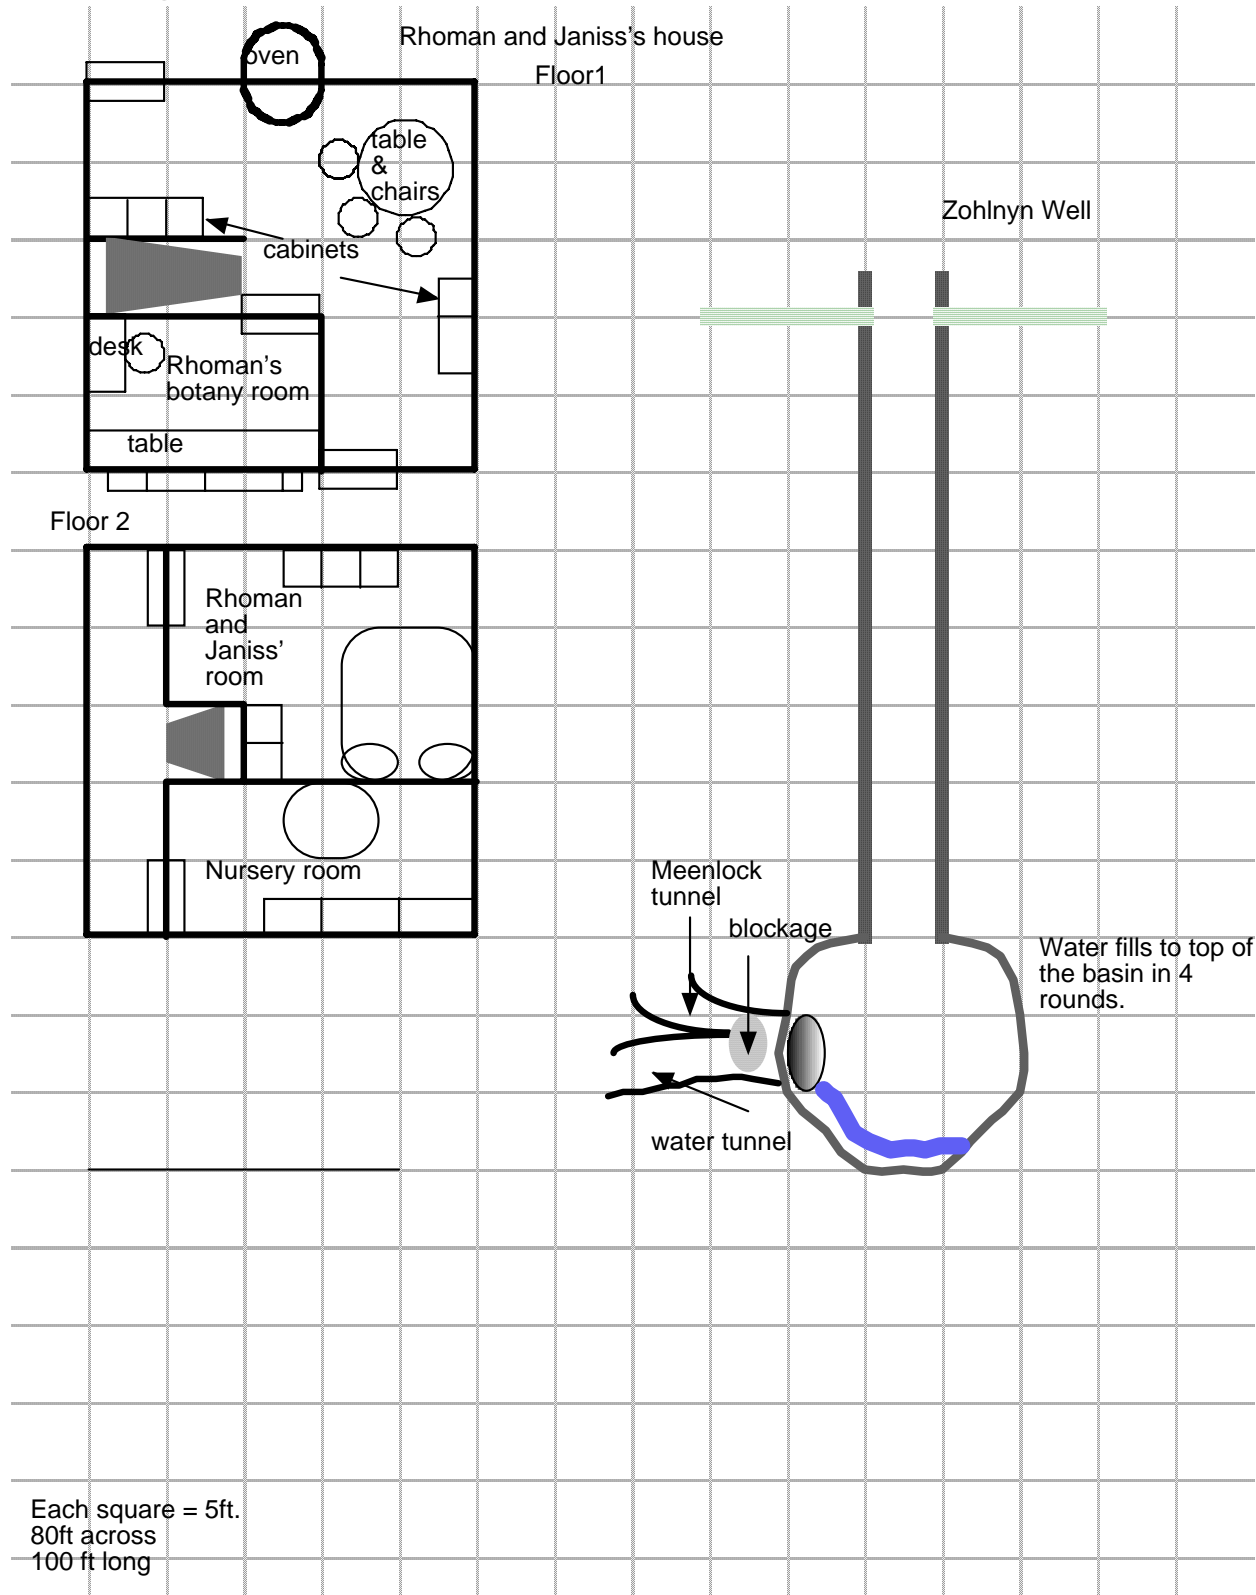 Rhoman and Janiss's house
Floor1
oven
table
&
chairs
cabinets
desk
Rhoman's
botany room
table
Zohlnyn Well
Floor 2
Rhoman
and
Janiss'
room
Nursery room
Meenlock
tunnel
blockage
Water fills to top of
the basin in 4
rounds.
water tunnel
Each square = 5ft.
80ft across
100 ft long